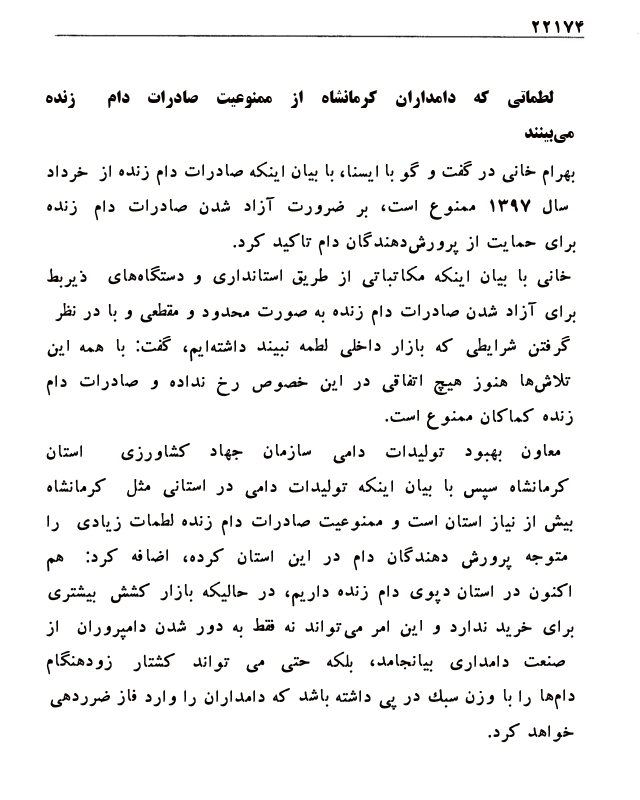 ۲۲۱۷۴
لطماتی که دامداران کرمانشاه از ممنوعیت صادرات دام زنده
می‌بینند
بهرام خانی در گفت و گو با ایسنا، با بیان اینکه صادرات دام زنده از خرداد
سال ۱۳۹۷ ممنوع است، بر ضرورت آزاد شدن صادرات دام زنده
برای حمایت از پرورش‌دهندگان دام تاکید کرد.
خانی با بیان اینکه مکاتباتی از طریق استانداری و دستگاه‌های ذیربط
برای آزاد شدن صادرات دام زنده به صورت محدود و مقطعی و با در نظر
گرفتن شرایطی که بازار داخلی لطمه نبیند داشته‌ایم، گفت: با همه این
تلاش‌ها هنوز هیچ اتفاقی در این خصوص رخ نداده و صادرات دام
زنده کماکان ممنوع است.
معاون بهبود تولیدات دامی سازمان جهاد کشاورزی استان
کرمانشاه سپس با بیان اینکه تولیدات دامی در استانی مثل کرمانشاه
بیش از نیاز استان است و ممنوعیت صادرات دام زنده لطمات زیادی را
متوجه پرورش دهندگان دام در این استان کرده، اضافه کرد: هم
اکنون در استان دپوی دام زنده داریم، در حالیکه بازار کشش بیشتری
برای خرید ندارد و این امر می‌تواند نه فقط به دور شدن دامپروران از
صنعت دامداری بیانجامد، بلکه حتی می تواند کشتار زودهنگام
دام‌ها را با وزن سبک در پی داشته باشد که دامداران را وارد فاز ضرردهی
خواهد کرد.